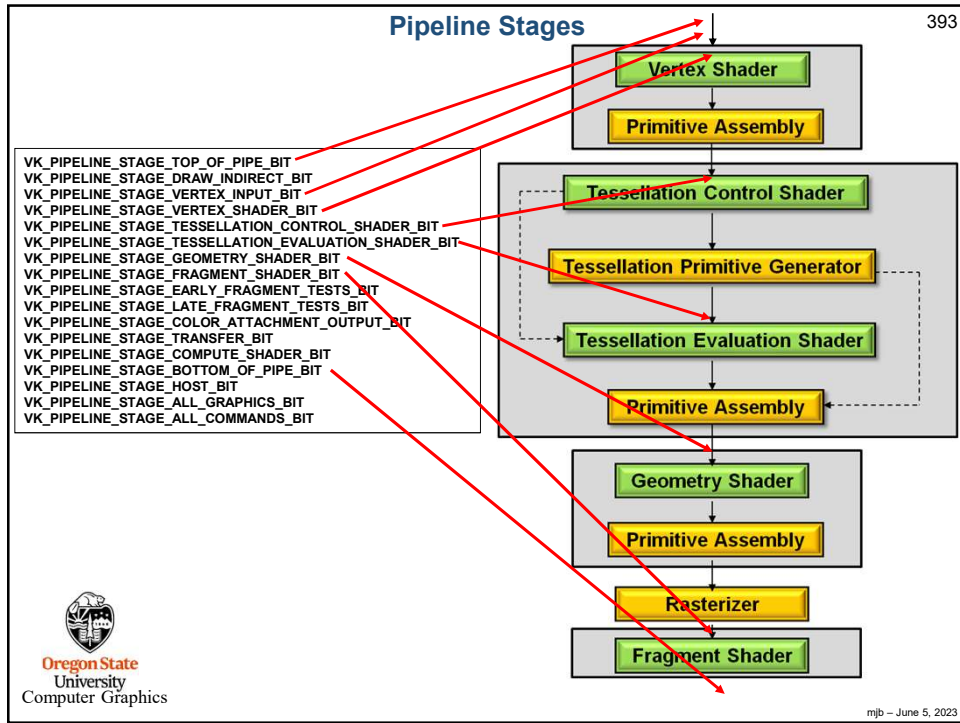 Pipeline Stages
393
VK_PIPELINE_STAGE_TOP_OF_PIPE_BIT
VK_PIPELINE_STAGE_DRAW_INDIRECT_BIT
VK_PIPELINE_STAGE_VERTEX_INPUT_BIT
VK_PIPELINE_STAGE_VERTEX_SHADER_BIT
VK_PIPELINE_STAGE_TESSELLATION_CONTROL_SHADER_BIT
VK_PIPELINE_STAGE_TESSELLATION_EVALUATION_SHADER_BIT
VK_PIPELINE_STAGE_GEOMETRY_SHADER_BIT
VK_PIPELINE_STAGE_FRAGMENT_SHADER_BIT
VK_PIPELINE_STAGE_EARLY_FRAGMENT_TESTS_BIT
VK_PIPELINE_STAGE_LATE_FRAGMENT_TESTS_BIT
VK_PIPELINE_STAGE_COLOR_ATTACHMENT_OUTPUT_BIT
VK_PIPELINE_STAGE_TRANSFER_BIT
VK_PIPELINE_STAGE_COMPUTE_SHADER_BIT
VK_PIPELINE_STAGE_BOTTOM_OF_PIPE_BIT
VK_PIPELINE_STAGE_HOST_BIT
VK_PIPELINE_STAGE_ALL_GRAPHICS_BIT
VK_PIPELINE_STAGE_ALL_COMMANDS_BIT
Vertex Shader
Primitive Assembly
Tessellation Control Shader
Tessellation Primitive Generator
Tessellation Evaluation Shader
Primitive Assembly
Geometry Shader
Primitive Assembly
Rasterizer
Fragment Shader
Oregon State
University
Computer Graphics
mjb – June 5, 2023